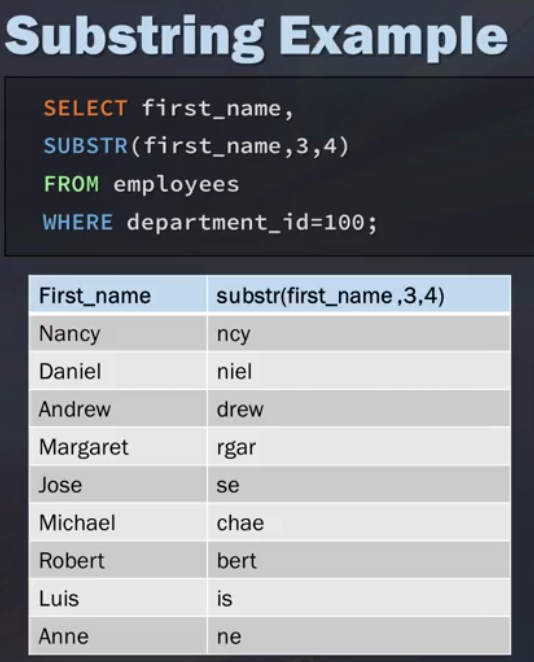 Substring Example
SELECT first_name,
SUBSTR(first_name,3,4)
FROM employees
WHERE department_id=100;
First_name substr(first_name ,3,4)
Nancy ncy
Daniel niel
Andrew drew
Margaret rgar
Jose se
Michael chae
Robert bert
Luis is
Anne ne